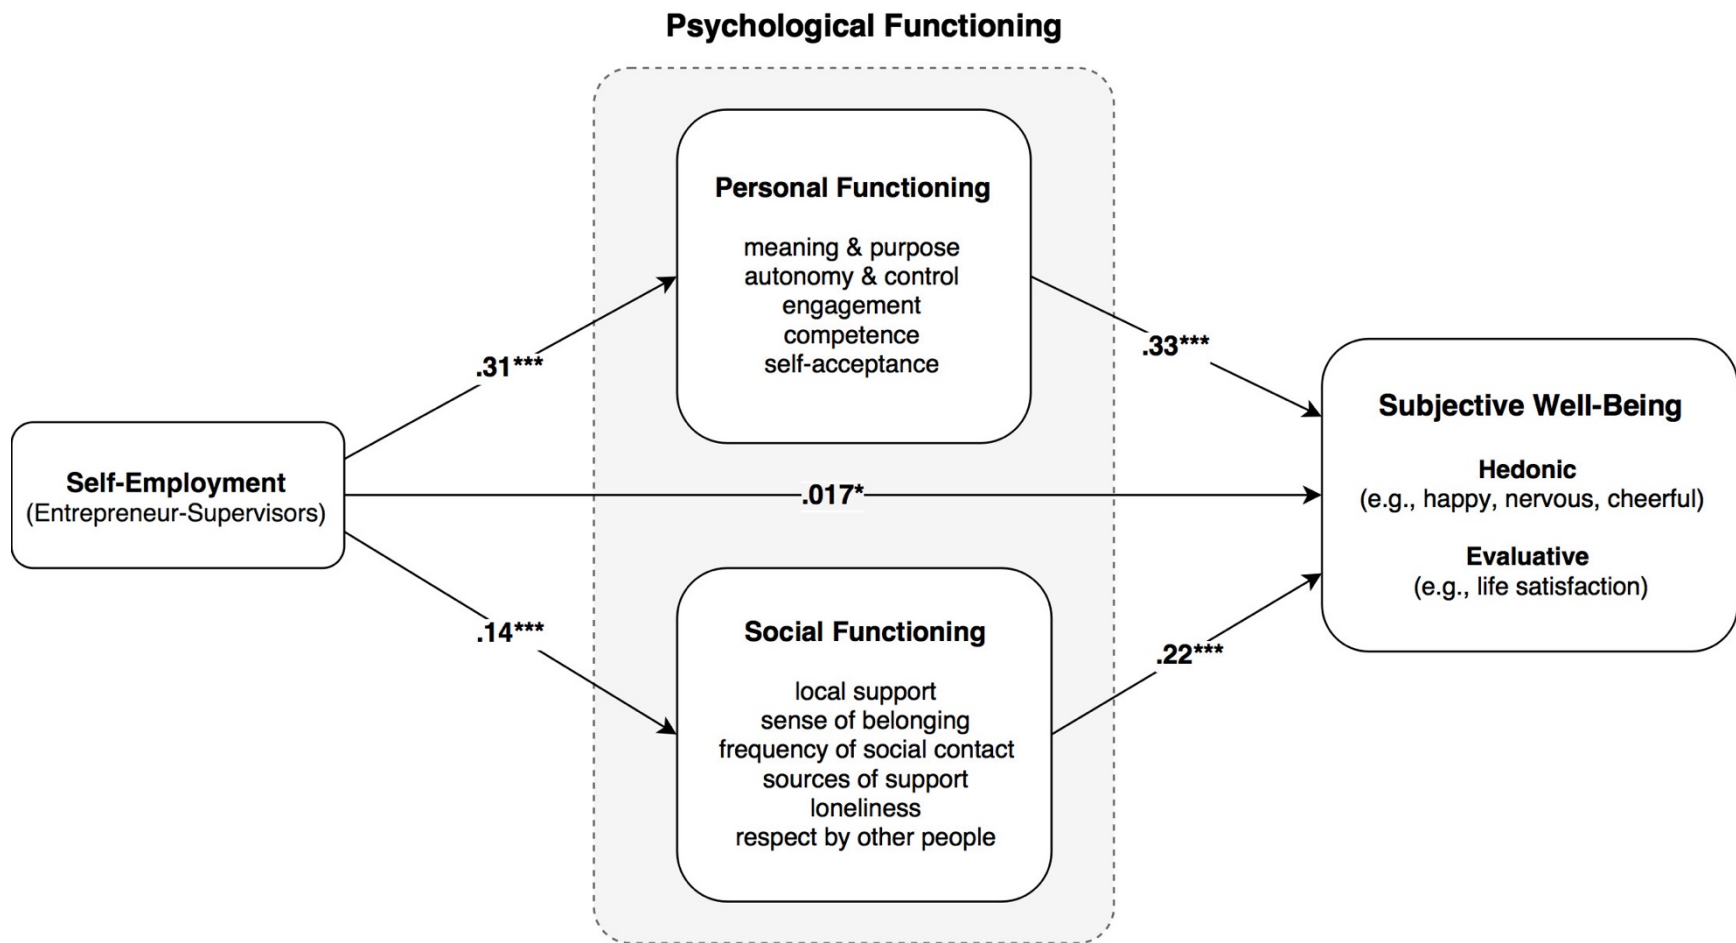 Psychological Functioning
Personal Functioning
meaning & purpose
autonomy & control
engagement
competence
self-acceptance
.31***
.33***
Self-Employment
(Entrepreneur-Supervisors)
.017*
Subjective Well-Being
Hedonic
(e.g., happy, nervous, cheerful)
Evaluative
(e.g., life satisfaction)
.14***
.22***
Social Functioning
local support
sense of belonging
frequency of social contact
sources of support
loneliness
respect by other people